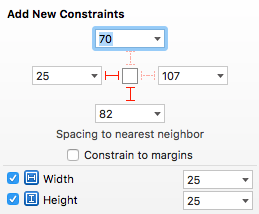 Add New Constraints
70
25
107
82
Spacing to nearest neighbor
Constrain to margins
Width 25
Height 25